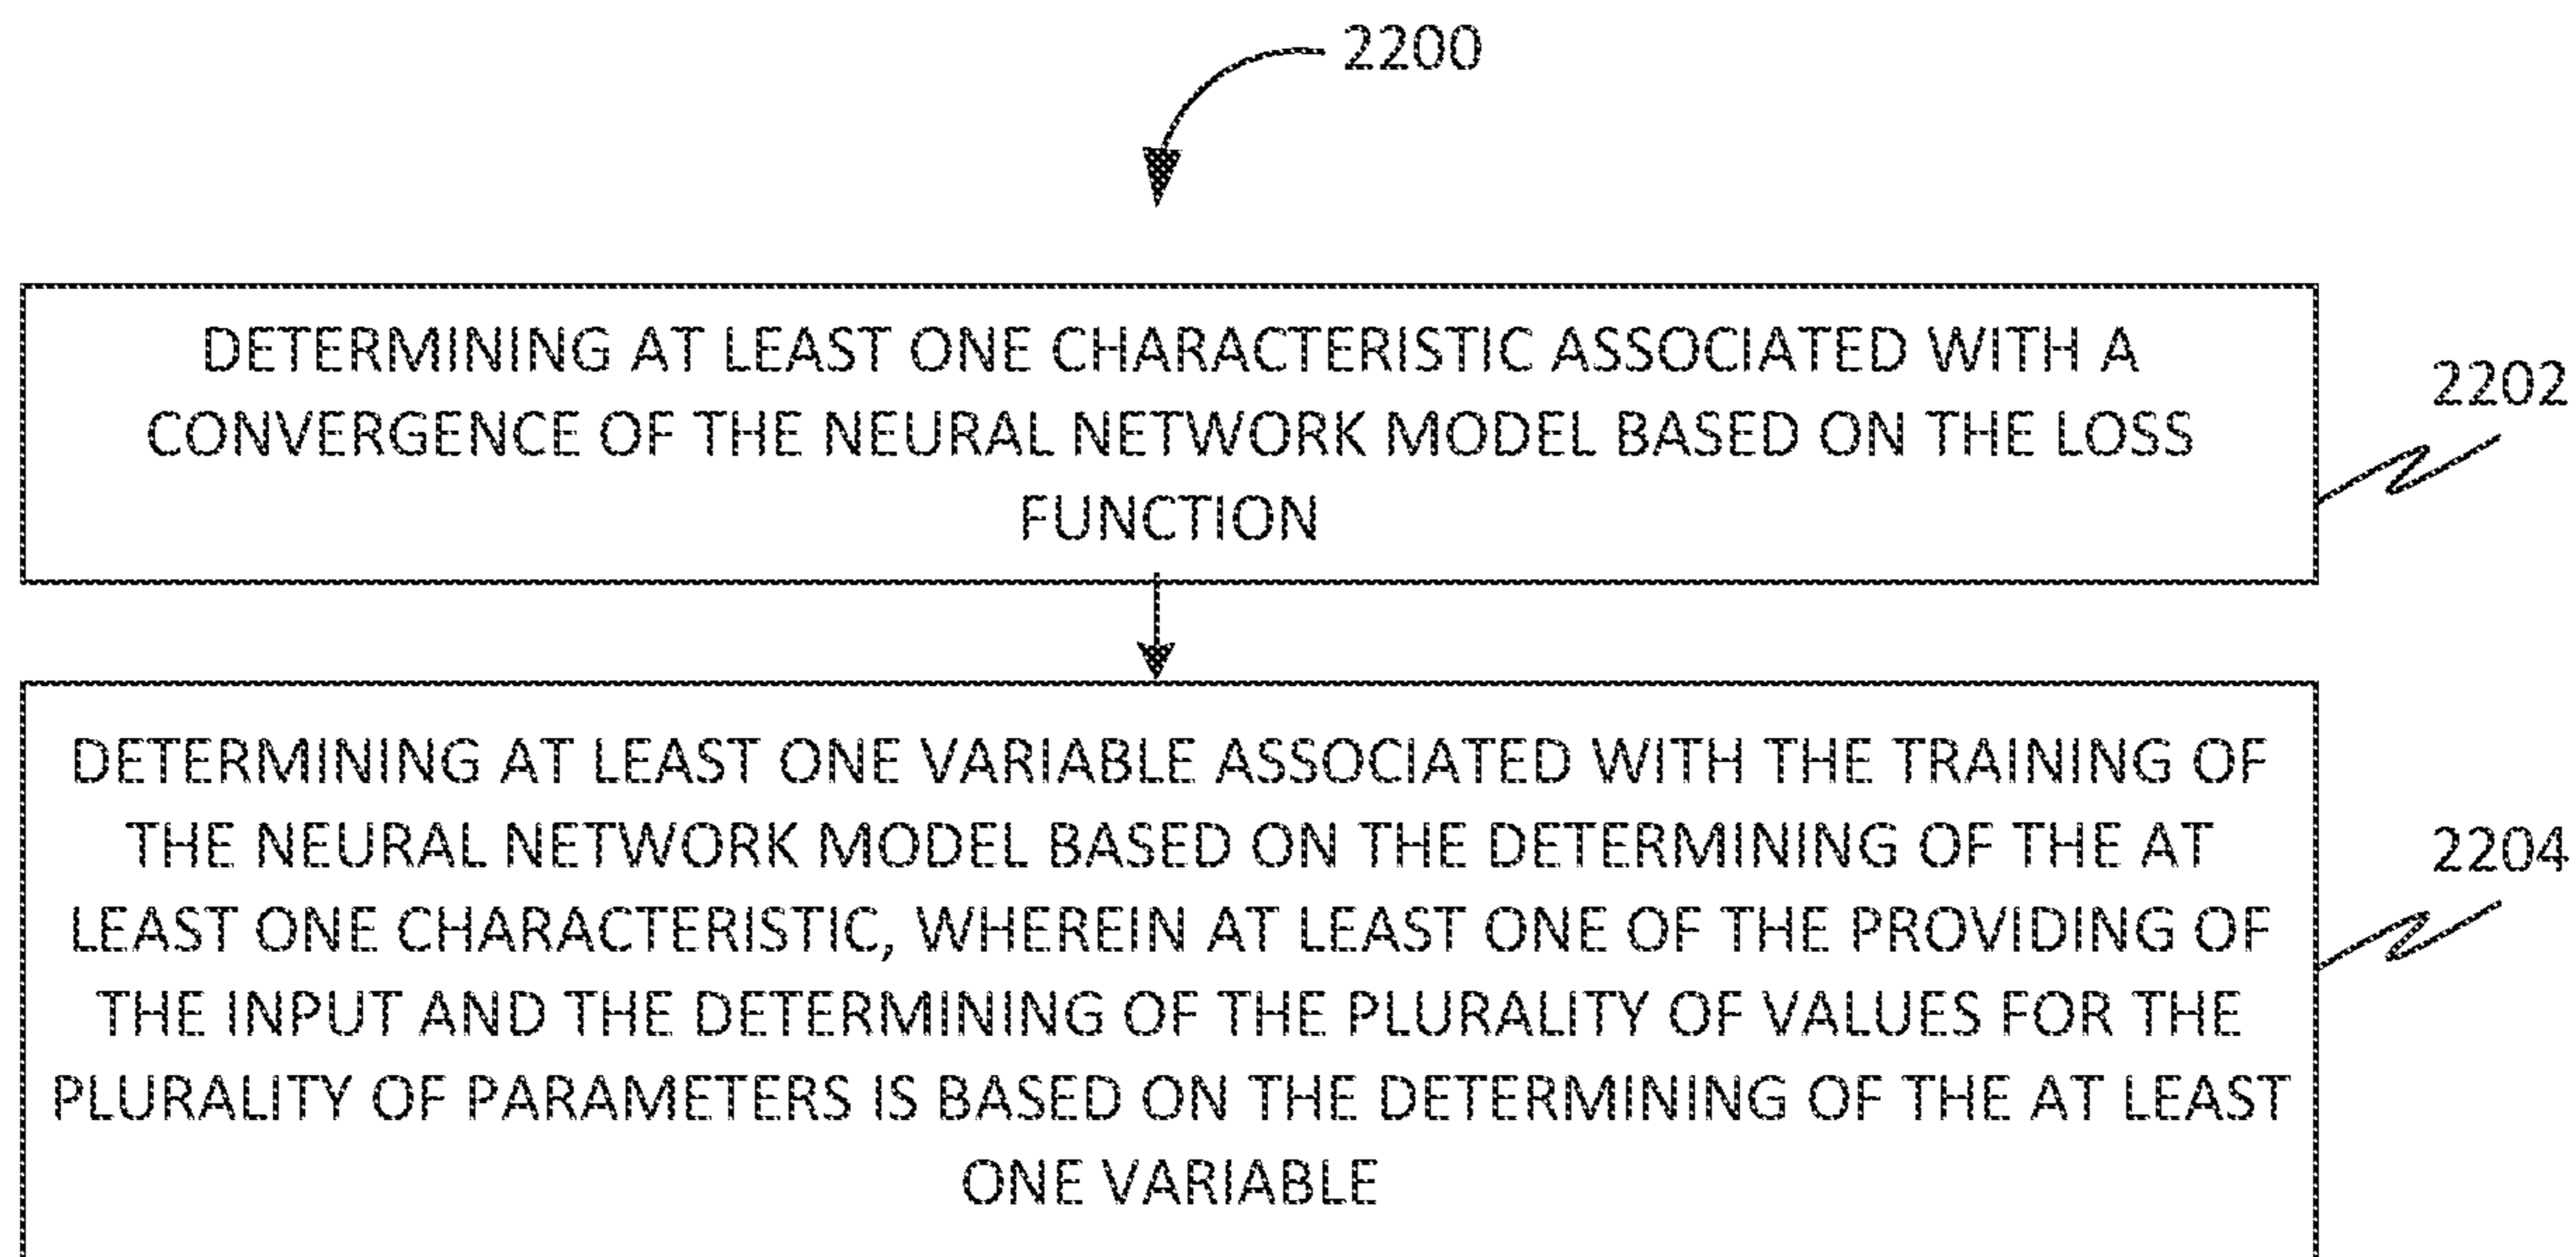 2200
DETERMINING AT LEAST ONE CHARACTERISTIC ASSOCIATED WITH A
CONVERGENCE OF THE NEURAL NETWORK MODEL BASED ON THE LOSS
FUNCTION
2202
DETERMINING AT LEAST ONE VARIABLE ASSOCIATED WITH THE TRAINING OF
THE NEURAL NETWORK MODEL BASED ON THE DETERMINING OF THE AT
LEAST ONE CHARACTERISTIC, WHEREIN AT LEAST ONE OF THE PROVIDING OF
THE INPUT AND THE DETERMINING OF THE PLURALITY OF VALUES FOR THE
PLURALITY OF PARAMETERS IS BASED ON THE DETERMINING OF THE AT LEAST
ONE VARIABLE
2204